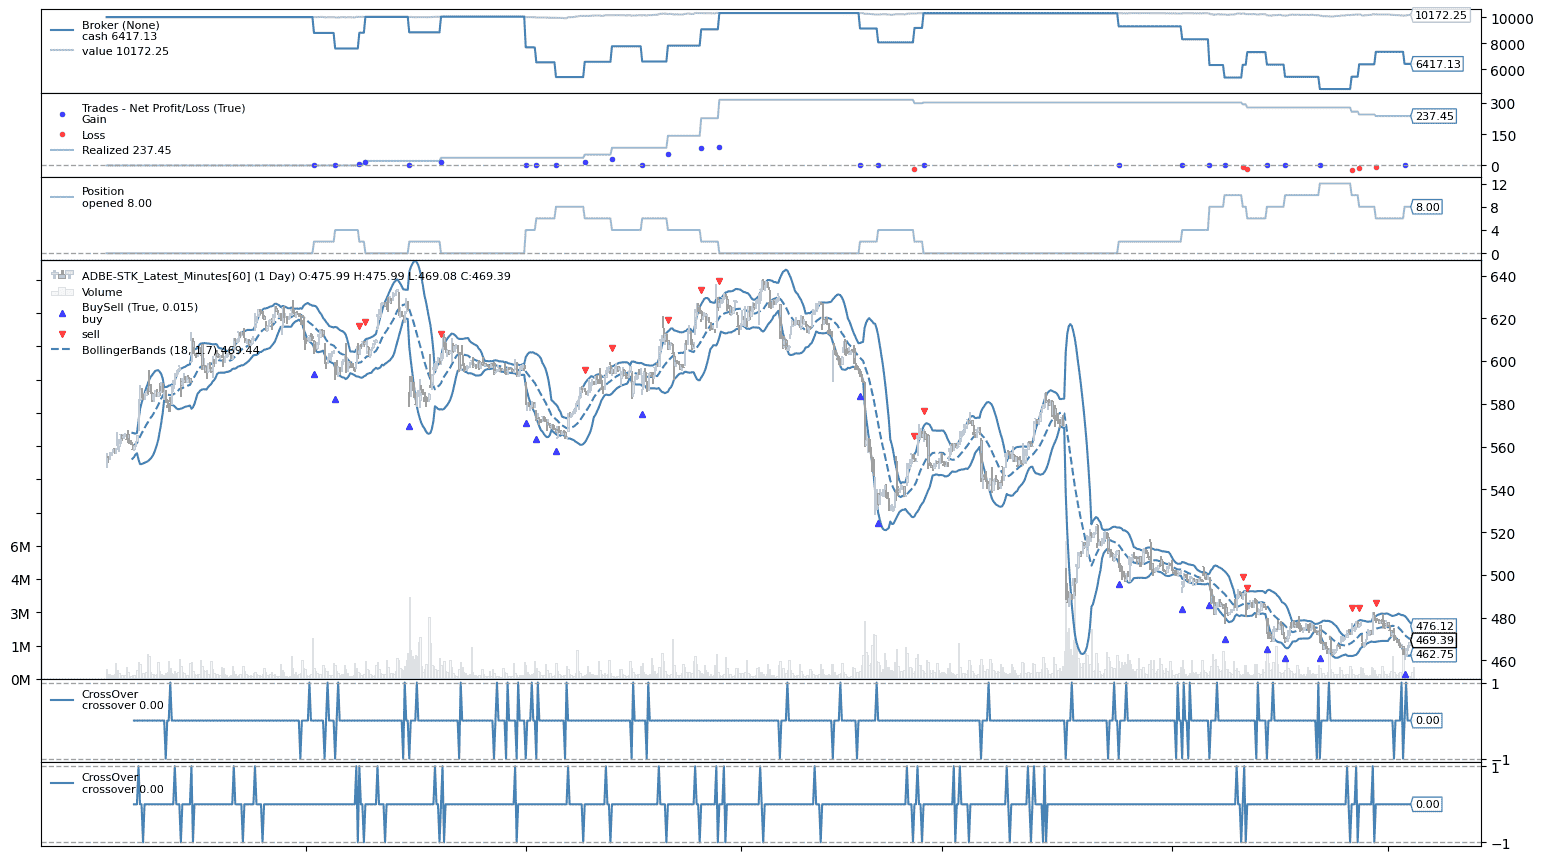 Broker (None)
cash 6417.13
value 10172.25
10172.25
10000
8000
6417.13
6000
Trades - Net Profit/Loss (True)
Gain
Loss
Realized 237.45
300
237.45
150
0
Position
opened 8.00
12
8.00
8
4
0
ADBE-STK_Latest_Minutes[60] (1 Day) O:475.99 H:475.99 L:469.08 C:469.39
Volume
BuySell (True, 0.015)
buy
sell
BollingerBands (18, 1.7) 469.44
640
620
600
580
560
540
520
500
480
476.12
469.39
462.75
460
6M
4M
3M
1M
0M
CrossOver
crossover 0.00
1
0.00
−1
CrossOver
crossover 0.00
1
0.00
−1